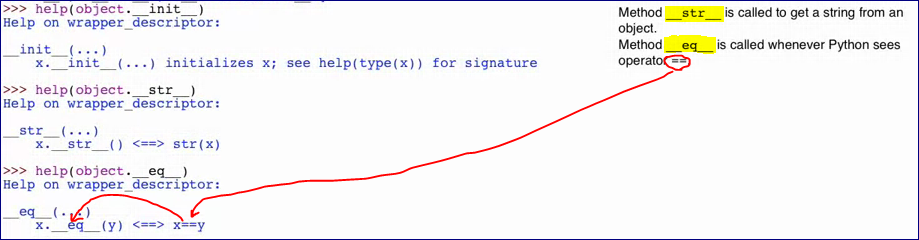 >>> help(object.__init__)
Help on wrapper_descriptor:
__init__(...)
x.__init__(...) initializes x; see help(type(x)) for signature
>>> help(object.__str__)
Help on wrapper_descriptor:
__str__(...)
x.__str__() <==> str(x)
>>> help(object.__eq__)
Help on wrapper_descriptor:
__eq__(...)
x.__eq__(y) <==> x==y
Method __str__ is called to get a string from an
object.
Method __eq__ is called whenever Python sees
operator ==